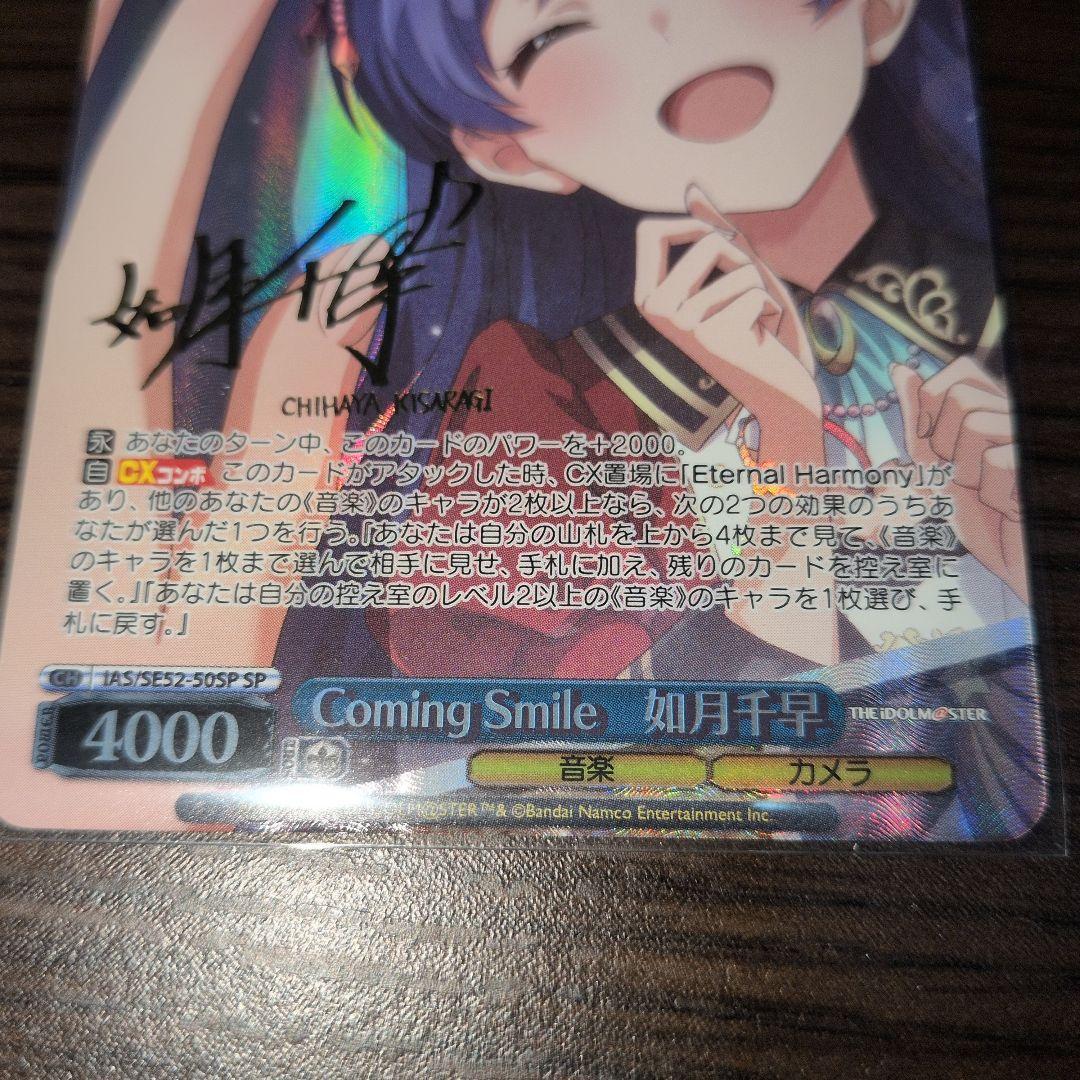 如月千早
CHIHAYA KISARAGI
永 あなたのターン中、このカードのパワーを+2000。
自 CXコンボ このカードがアタックした時、CX置場に「Eternal Harmony」が
あり、他のあなたの《音楽》のキャラが2枚以上なら、次の2つの効果のうちあ
なたが選んだ1つを行う。『あなたは自分の山札を上から4枚まで見て、《音楽》
のキャラを1枚まで選んで相手に見せ、手札に加え、残りのカードを控え室に
置く。』『あなたは自分の控え室のレベル2以上の《音楽》のキャラを1枚選び、手
札に戻す。』
CH IAS/SE52-50SP SP
POWER 4000
Coming Smile 如月千早
THE iDOLM@STER
音楽 カメラ
™& ©Bandai Namco Entertainment Inc.